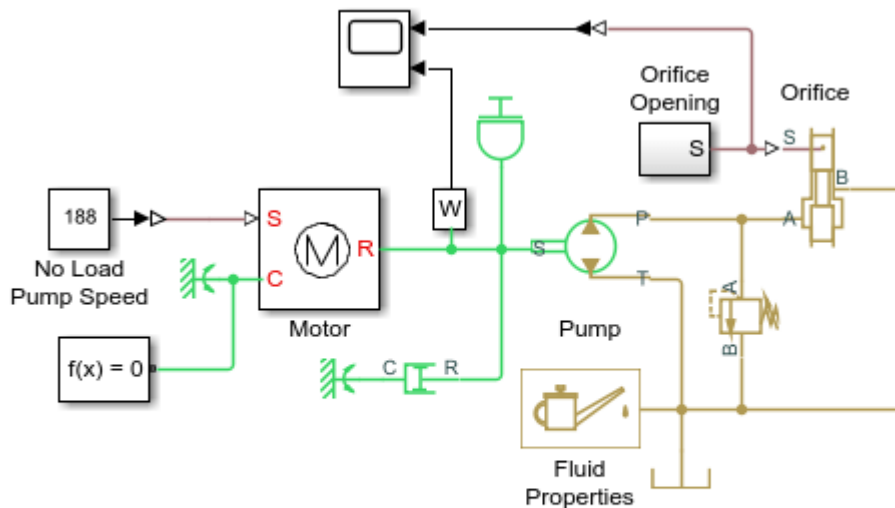 Orifice
Opening
Orifice
S
S
B
188
S
W
M
R
P
A
No Load
Pump Speed
C
S
T
Motor
Pump
A
f(x) = 0
C
R
B
Fluid
Properties